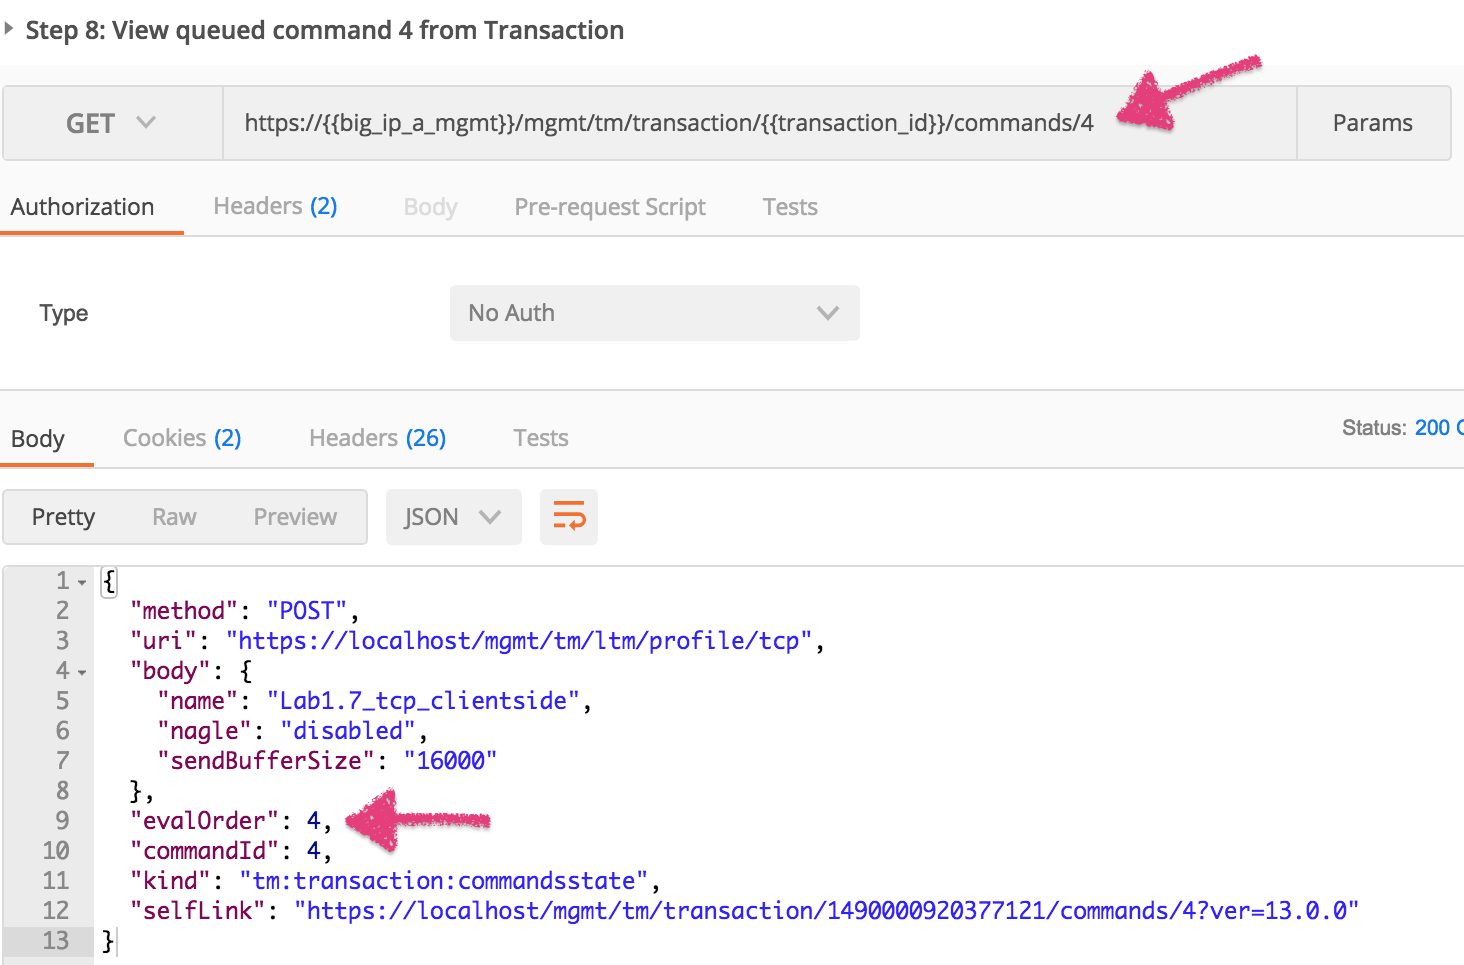 Step 8: View queued command 4 from Transaction
GET https://{{big_ip_a_mgmt}}/mgmt/tm/transaction/{{transaction_id}}/commands/4 Params
Authorization Headers (2) Body Pre-request Script Tests
Type No Auth
Body Cookies (2) Headers (26) Tests Status: 200
Pretty Raw Preview JSON
1 {
2 "method": "POST",
3 "uri": "https://localhost/mgmt/tm/ltm/profile/tcp",
4 "body": {
5 "name": "Lab1.7_tcp_clientside",
6 "nagle": "disabled",
7 "sendBufferSize": "16000"
8 },
9 "evalOrder": 4,
10 "commandId": 4,
11 "kind": "tm:transaction:commandsstate",
12 "selfLink": "https://localhost/mgmt/tm/transaction/1490000920377121/commands/4?ver=13.0.0"
13 }